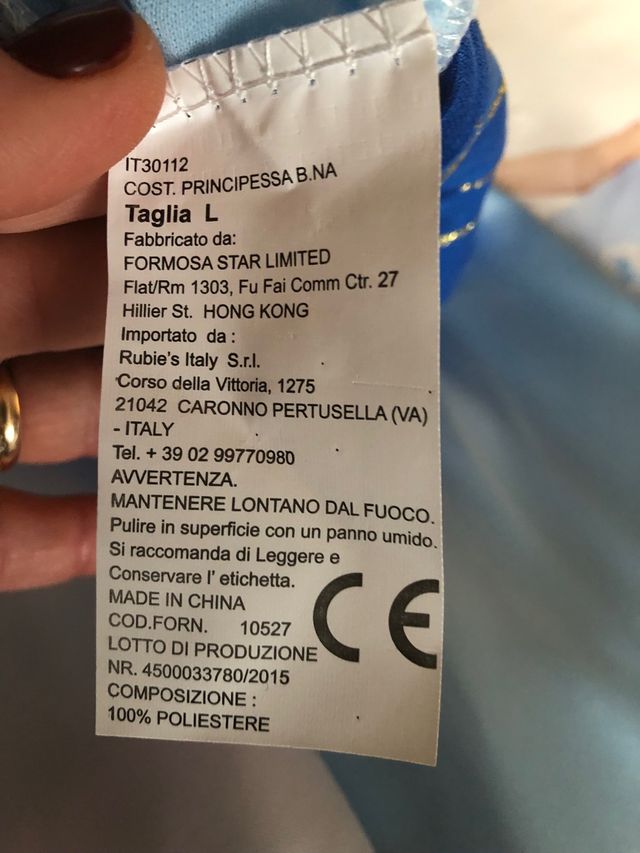 IT30112
COST. PRINCIPESSA B.NA
Taglia L
Fabbricato da:
FORMOSA STAR LIMITED
Flat/Rm 1303, Fu Fai Comm Ctr. 27
Hillier St. HONG KONG
Importato da :
Rubie's Italy S.r.l.
Corso della Vittoria, 1275
21042 CARONNO PERTUSELLA (VA)
- ITALY
Tel. + 39 02 99770980
AVVERTENZA.
MANTENERE LONTANO DAL FUOCO.
Pulire in superficie con un panno umido.
Si raccomanda di Leggere e
Conservare l' etichetta.
MADE IN CHINA
COD.FORN. 10527
LOTTO DI PRODUZIONE
NR. 4500033780/2015
COMPOSIZIONE :
100% POLIESTERE
CE